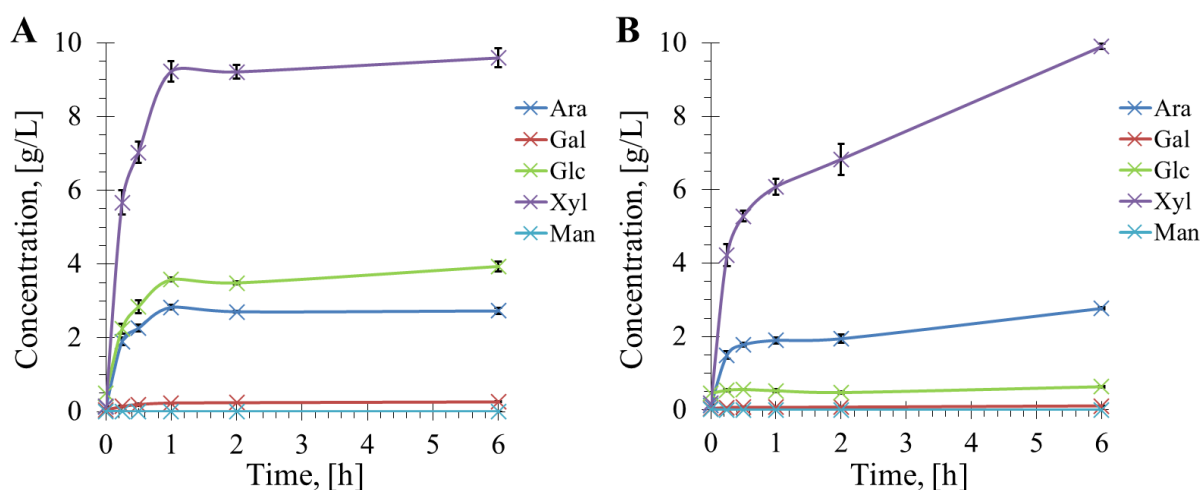 A
Concentration, [g/L]
10
8
6
4
2
0
0 1 2 3 4 5 6
Time, [h]
Ara
Gal
Glc
Xyl
Man
B
Concentration, [g/L]
10
8
6
4
2
0
0 1 2 3 4 5 6
Time, [h]
Ara
Gal
Glc
Xyl
Man